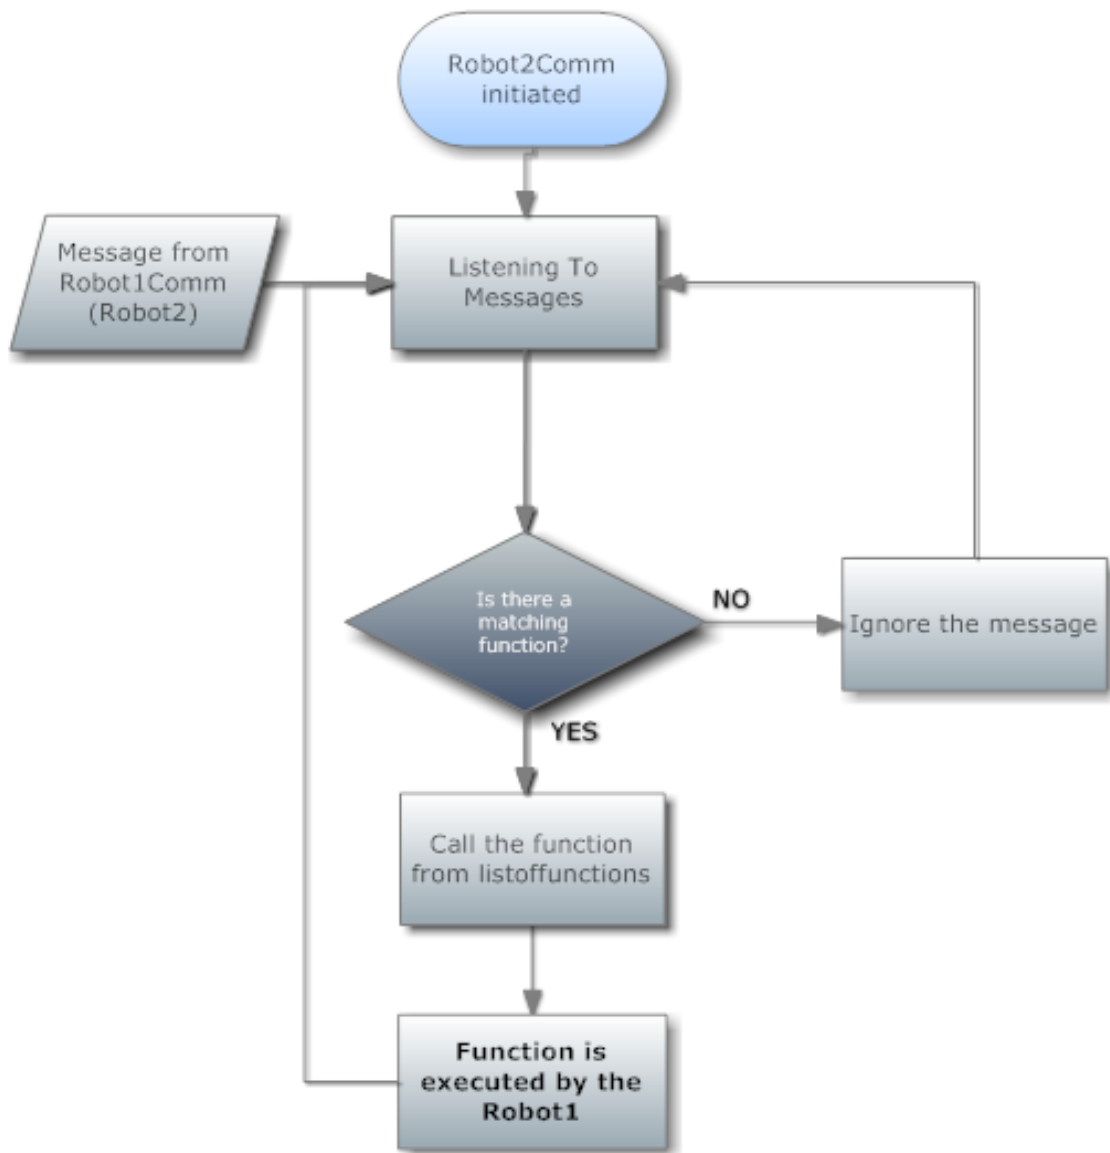 Robot2Comm
initiated
Message from
Robot1Comm
(Robot2)
Listening To
Messages
Is there a
matching
function?
NO
Ignore the message
YES
Call the function
from listoffunctions
Function is
executed by the
Robot1